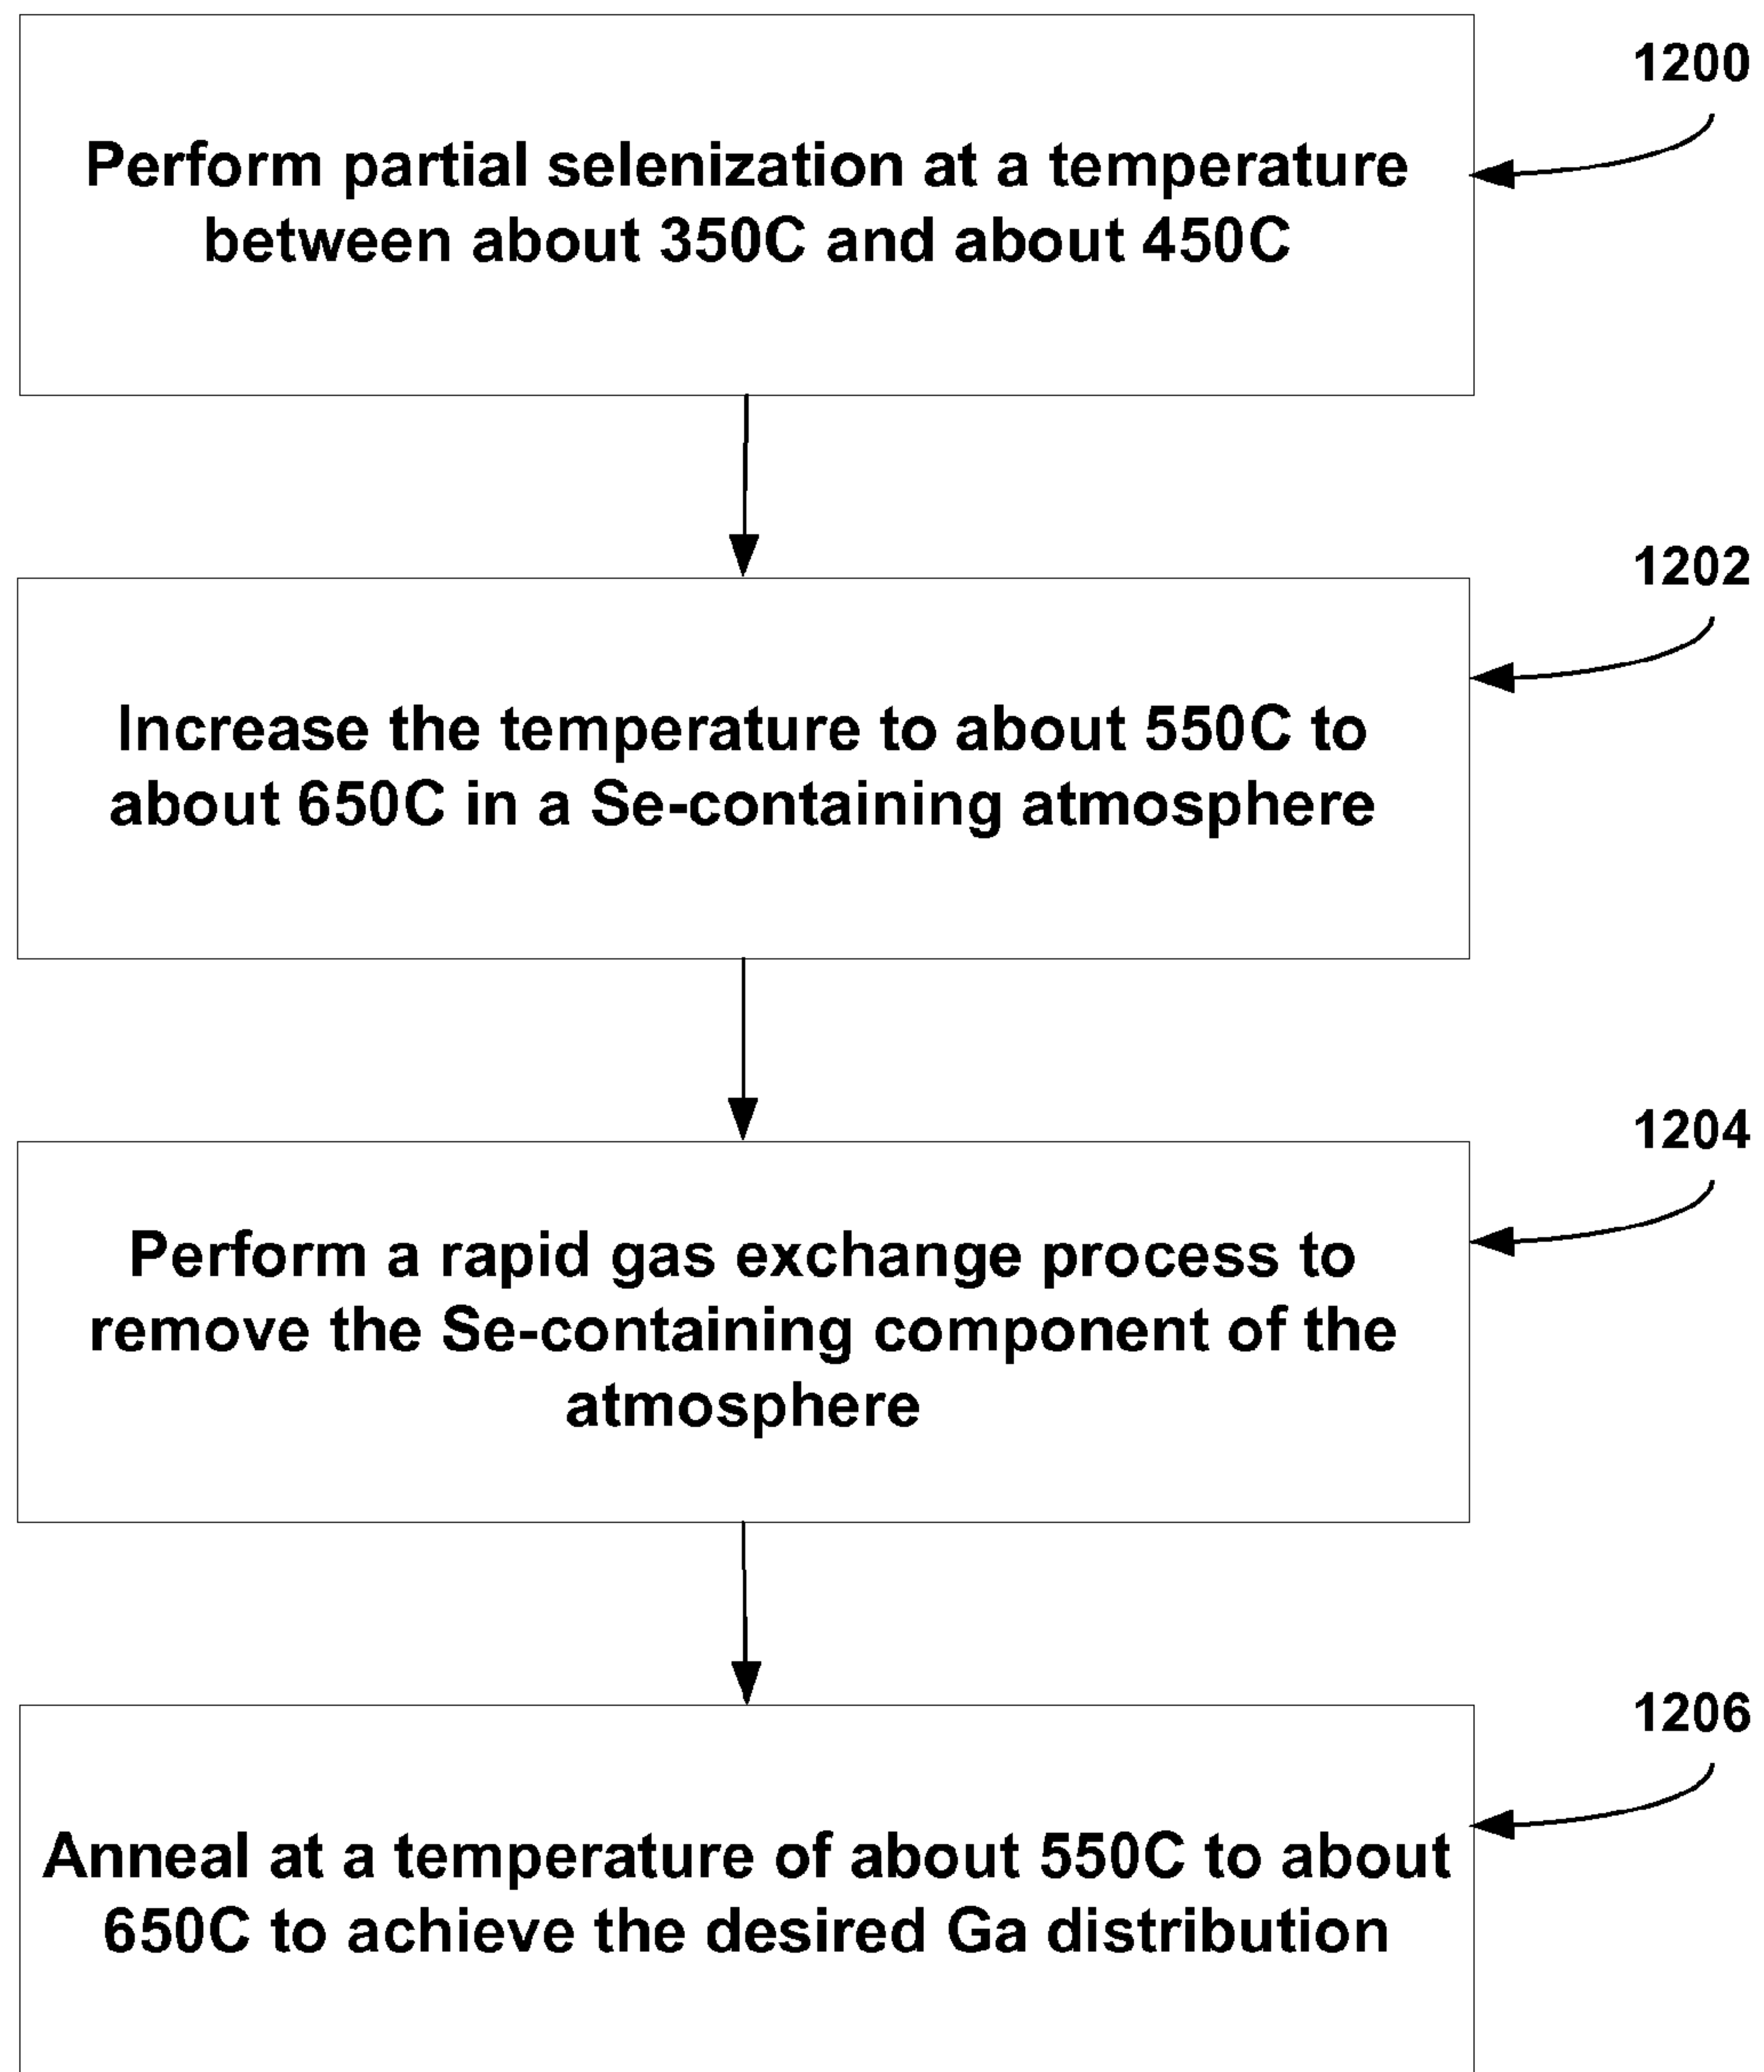 1200
Perform partial selenization at a temperature
between about 350C and about 450C
1202
Increase the temperature to about 550C to
about 650C in a Se-containing atmosphere
1204
Perform a rapid gas exchange process to
remove the Se-containing component of the
atmosphere
1206
Anneal at a temperature of about 550C to about
650C to achieve the desired Ga distribution